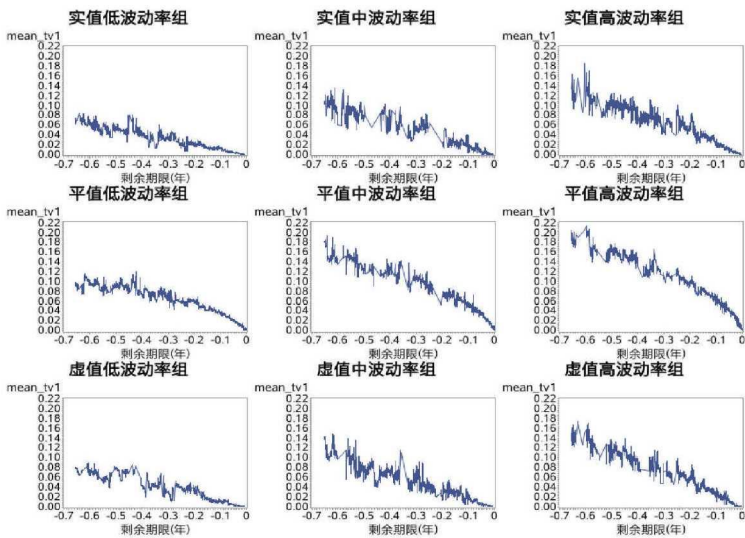 实值低波动率组 实值中波动率组 实值高波动率组
mean_tv1 mean_tv1 mean_tv1
0.22 0.22 0.22
0.20 0.20 0.20
0.18 0.18 0.18
0.16 0.16 0.16
0.14 0.14 0.14
0.12 0.12 0.12
0.10 0.10 0.10
0.08 0.08 0.08
0.06 0.06 0.06
0.04 0.04 0.04
0.02 0.02 0.02
0.00 0.00 0.00
-0.7 -0.6 -0.5 -0.4 -0.3 -0.2 -0.1 0 -0.7 -0.6 -0.5 -0.4 -0.3 -0.2 -0.1 0 -0.7 -0.6 -0.5 -0.4 -0.3 -0.2 -0.1 0
剩余期限(年) 剩余期限(年) 剩余期限(年)
平值低波动率组 平值中波动率组 平值高波动率组
mean_tv1 mean_tv1 mean_tv1
0.22 0.22 0.22
0.20 0.20 0.20
0.18 0.18 0.18
0.16 0.16 0.16
0.14 0.14 0.14
0.12 0.12 0.12
0.10 0.10 0.10
0.08 0.08 0.08
0.06 0.06 0.06
0.04 0.04 0.04
0.02 0.02 0.02
0.00 0.00 0.00
-0.7 -0.6 -0.5 -0.4 -0.3 -0.2 -0.1 0 -0.7 -0.6 -0.5 -0.4 -0.3 -0.2 -0.1 0 -0.7 -0.6 -0.5 -0.4 -0.3 -0.2 -0.1 0
剩余期限(年) 剩余期限(年) 剩余期限(年)
虚值低波动率组 虚值中波动率组 虚值高波动率组
mean_tv1 mean_tv1 mean_tv1
0.22 0.22 0.22
0.20 0.20 0.20
0.18 0.18 0.18
0.16 0.16 0.16
0.14 0.14 0.14
0.12 0.12 0.12
0.10 0.10 0.10
0.08 0.08 0.08
0.06 0.06 0.06
0.04 0.04 0.04
0.02 0.02 0.02
0.00 0.00 0.00
-0.7 -0.6 -0.5 -0.4 -0.3 -0.2 -0.1 0 -0.7 -0.6 -0.5 -0.4 -0.3 -0.2 -0.1 0 -0.7 -0.6 -0.5 -0.4 -0.3 -0.2 -0.1 0
剩余期限(年) 剩余期限(年) 剩余期限(年)